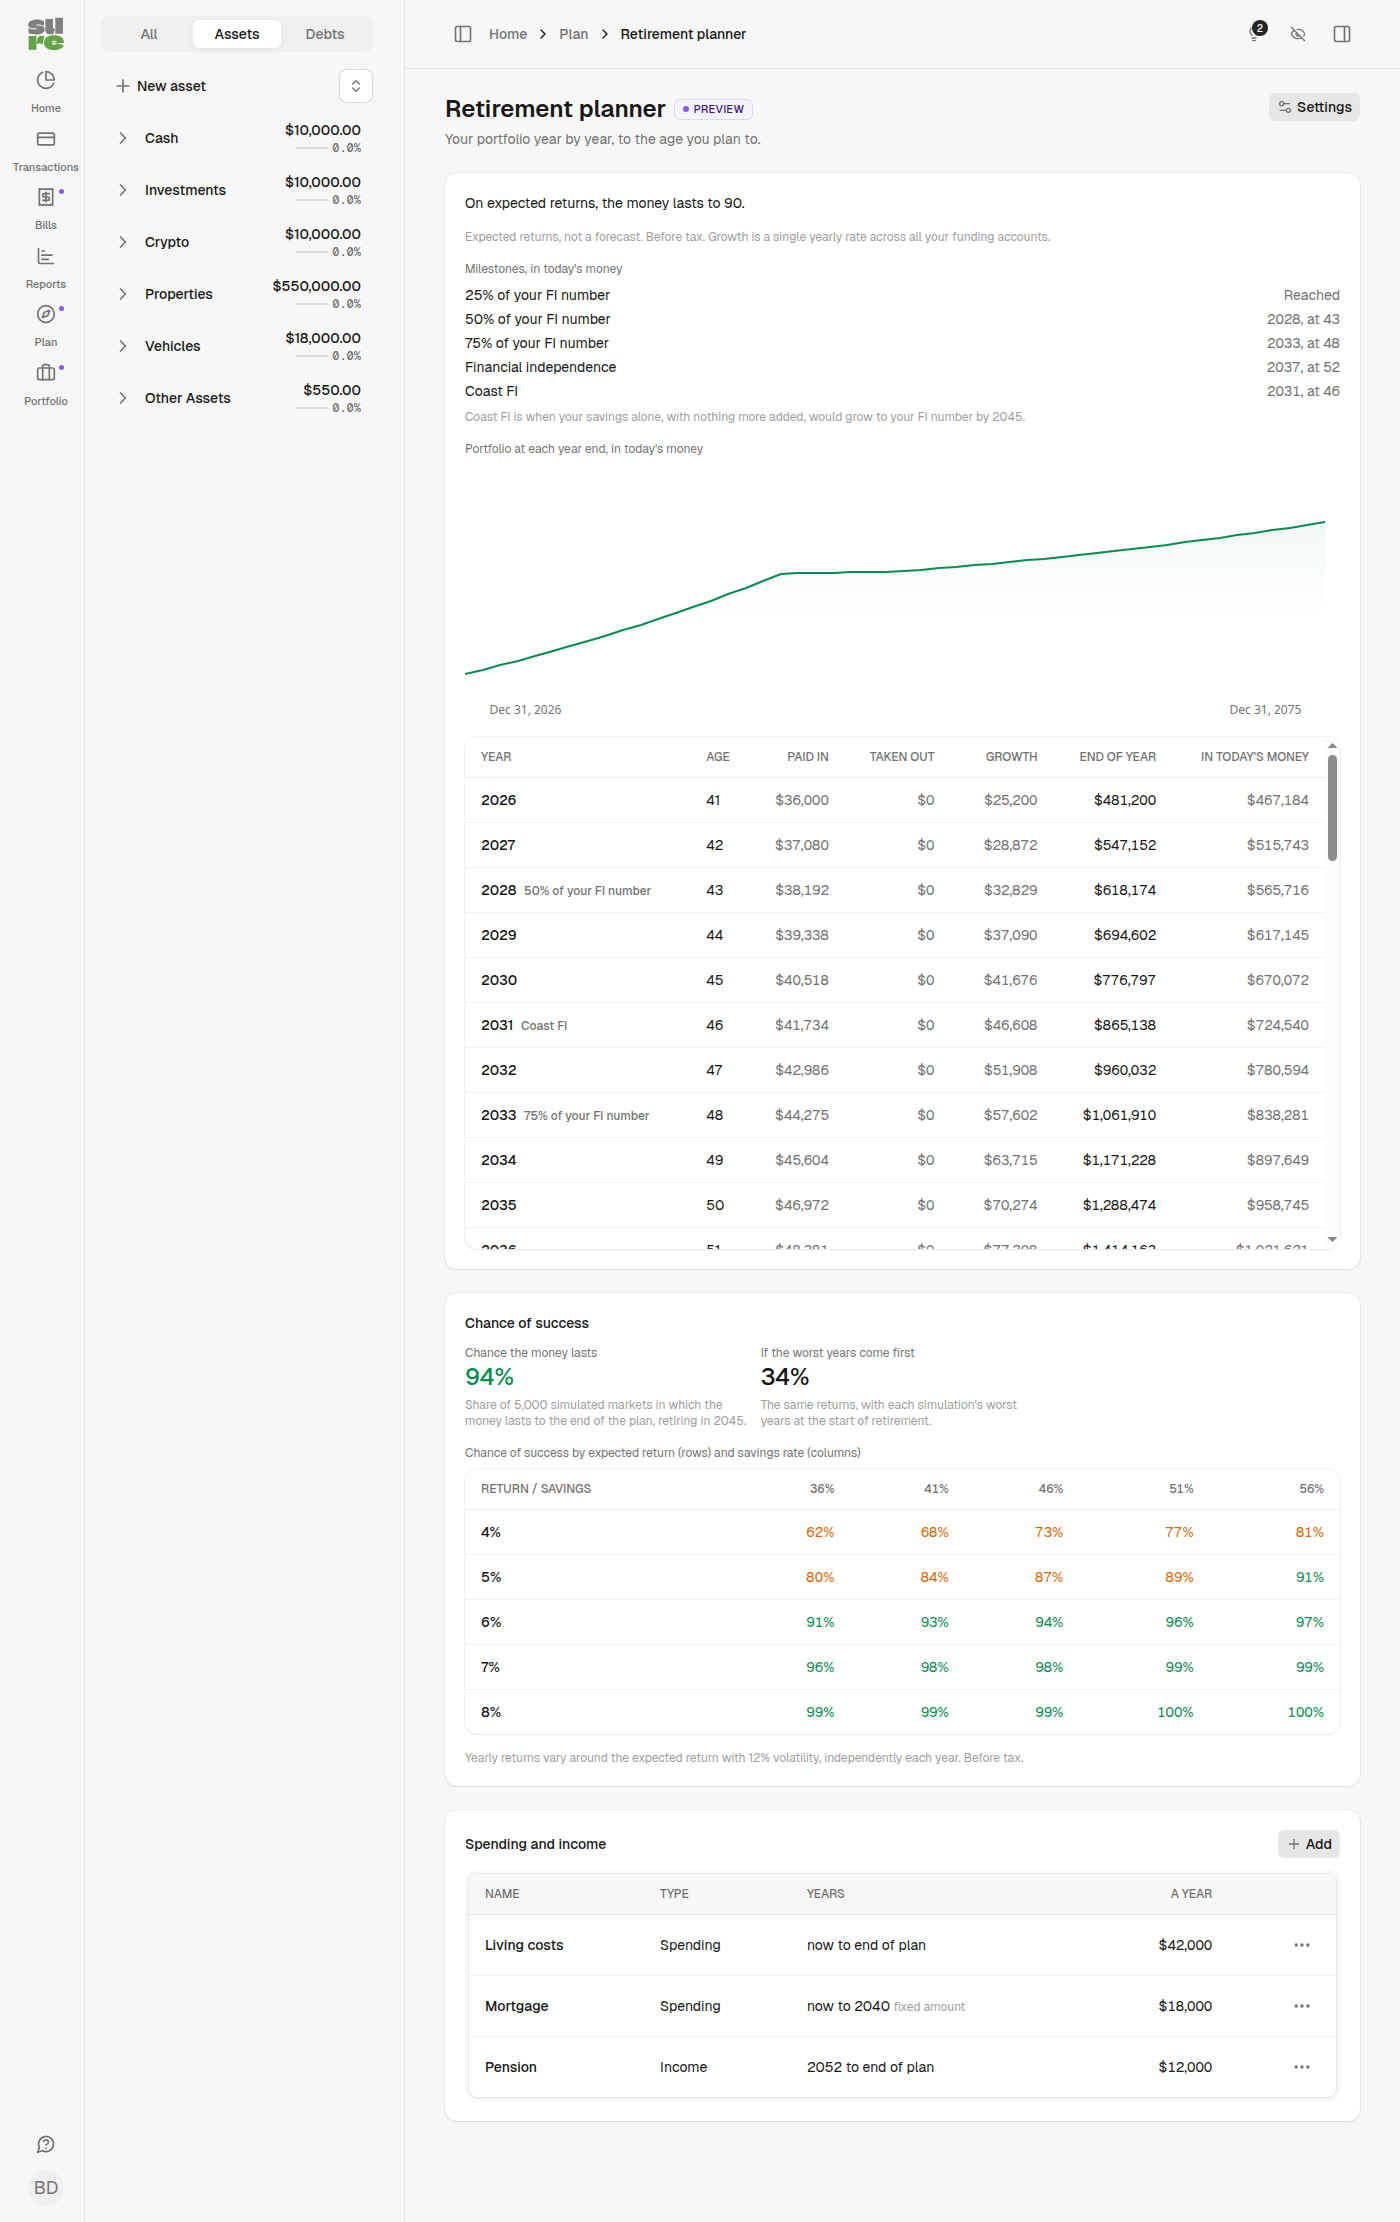 sure
Home
Transactions
Bills
Reports
Plan
Portfolio
BD
All Assets Debts
New asset
Cash $10,000.00
0.0%
Investments $10,000.00
0.0%
Crypto $10,000.00
0.0%
Properties $550,000.00
0.0%
Vehicles $18,000.00
0.0%
Other Assets $550.00
0.0%
Home Plan Retirement planner
2
Retirement planner PREVIEW
Settings
Your portfolio year by year, to the age you plan to.
On expected returns, the money lasts to 90.
Expected returns, not a forecast. Before tax. Growth is a single yearly rate across all your funding accounts.
Milestones, in today's money
25% of your FI number Reached
50% of your FI number 2028, at 43
75% of your FI number 2033, at 48
Financial independence 2037, at 52
Coast FI 2031, at 46
Coast FI is when your savings alone, with nothing more added, would grow to your FI number by 2045.
Portfolio at each year end, in today's money
Dec 31, 2026 Dec 31, 2075
YEAR AGE PAID IN TAKEN OUT GROWTH END OF YEAR IN TODAY'S MONEY
2026 41 $36,000 $0 $25,200 $481,200 $467,184
2027 42 $37,080 $0 $28,872 $547,152 $515,743
2028 50% of your FI number 43 $38,192 $0 $32,829 $618,174 $565,716
2029 44 $39,338 $0 $37,090 $694,602 $617,145
2030 45 $40,518 $0 $41,676 $776,797 $670,072
2031 Coast FI 46 $41,734 $0 $46,608 $865,138 $724,540
2032 47 $42,986 $0 $51,908 $960,032 $780,594
2033 75% of your FI number 48 $44,275 $0 $57,602 $1,061,910 $838,281
2034 49 $45,604 $0 $63,715 $1,171,228 $897,649
2035 50 $46,972 $0 $70,274 $1,288,474 $958,745
2036 51 $0
Chance of success
Chance the money lasts
94%
Share of 5,000 simulated markets in which the
money lasts to the end of the plan, retiring in 2045.
If the worst years come first
34%
The same returns, with each simulation's worst
years at the start of retirement.
Chance of success by expected return (rows) and savings rate (columns)
RETURN / SAVINGS 36% 41% 46% 51% 56%
4% 62% 68% 73% 77% 81%
5% 80% 84% 87% 89% 91%
6% 91% 93% 94% 96% 97%
7% 96% 98% 98% 99% 99%
8% 99% 99% 99% 100% 100%
Yearly returns vary around the expected return with 12% volatility, independently each year. Before tax.
Spending and income
Add
NAME TYPE YEARS A YEAR
Living costs Spending now to end of plan $42,000
Mortgage Spending now to 2040 fixed amount $18,000
Pension Income 2052 to end of plan $12,000